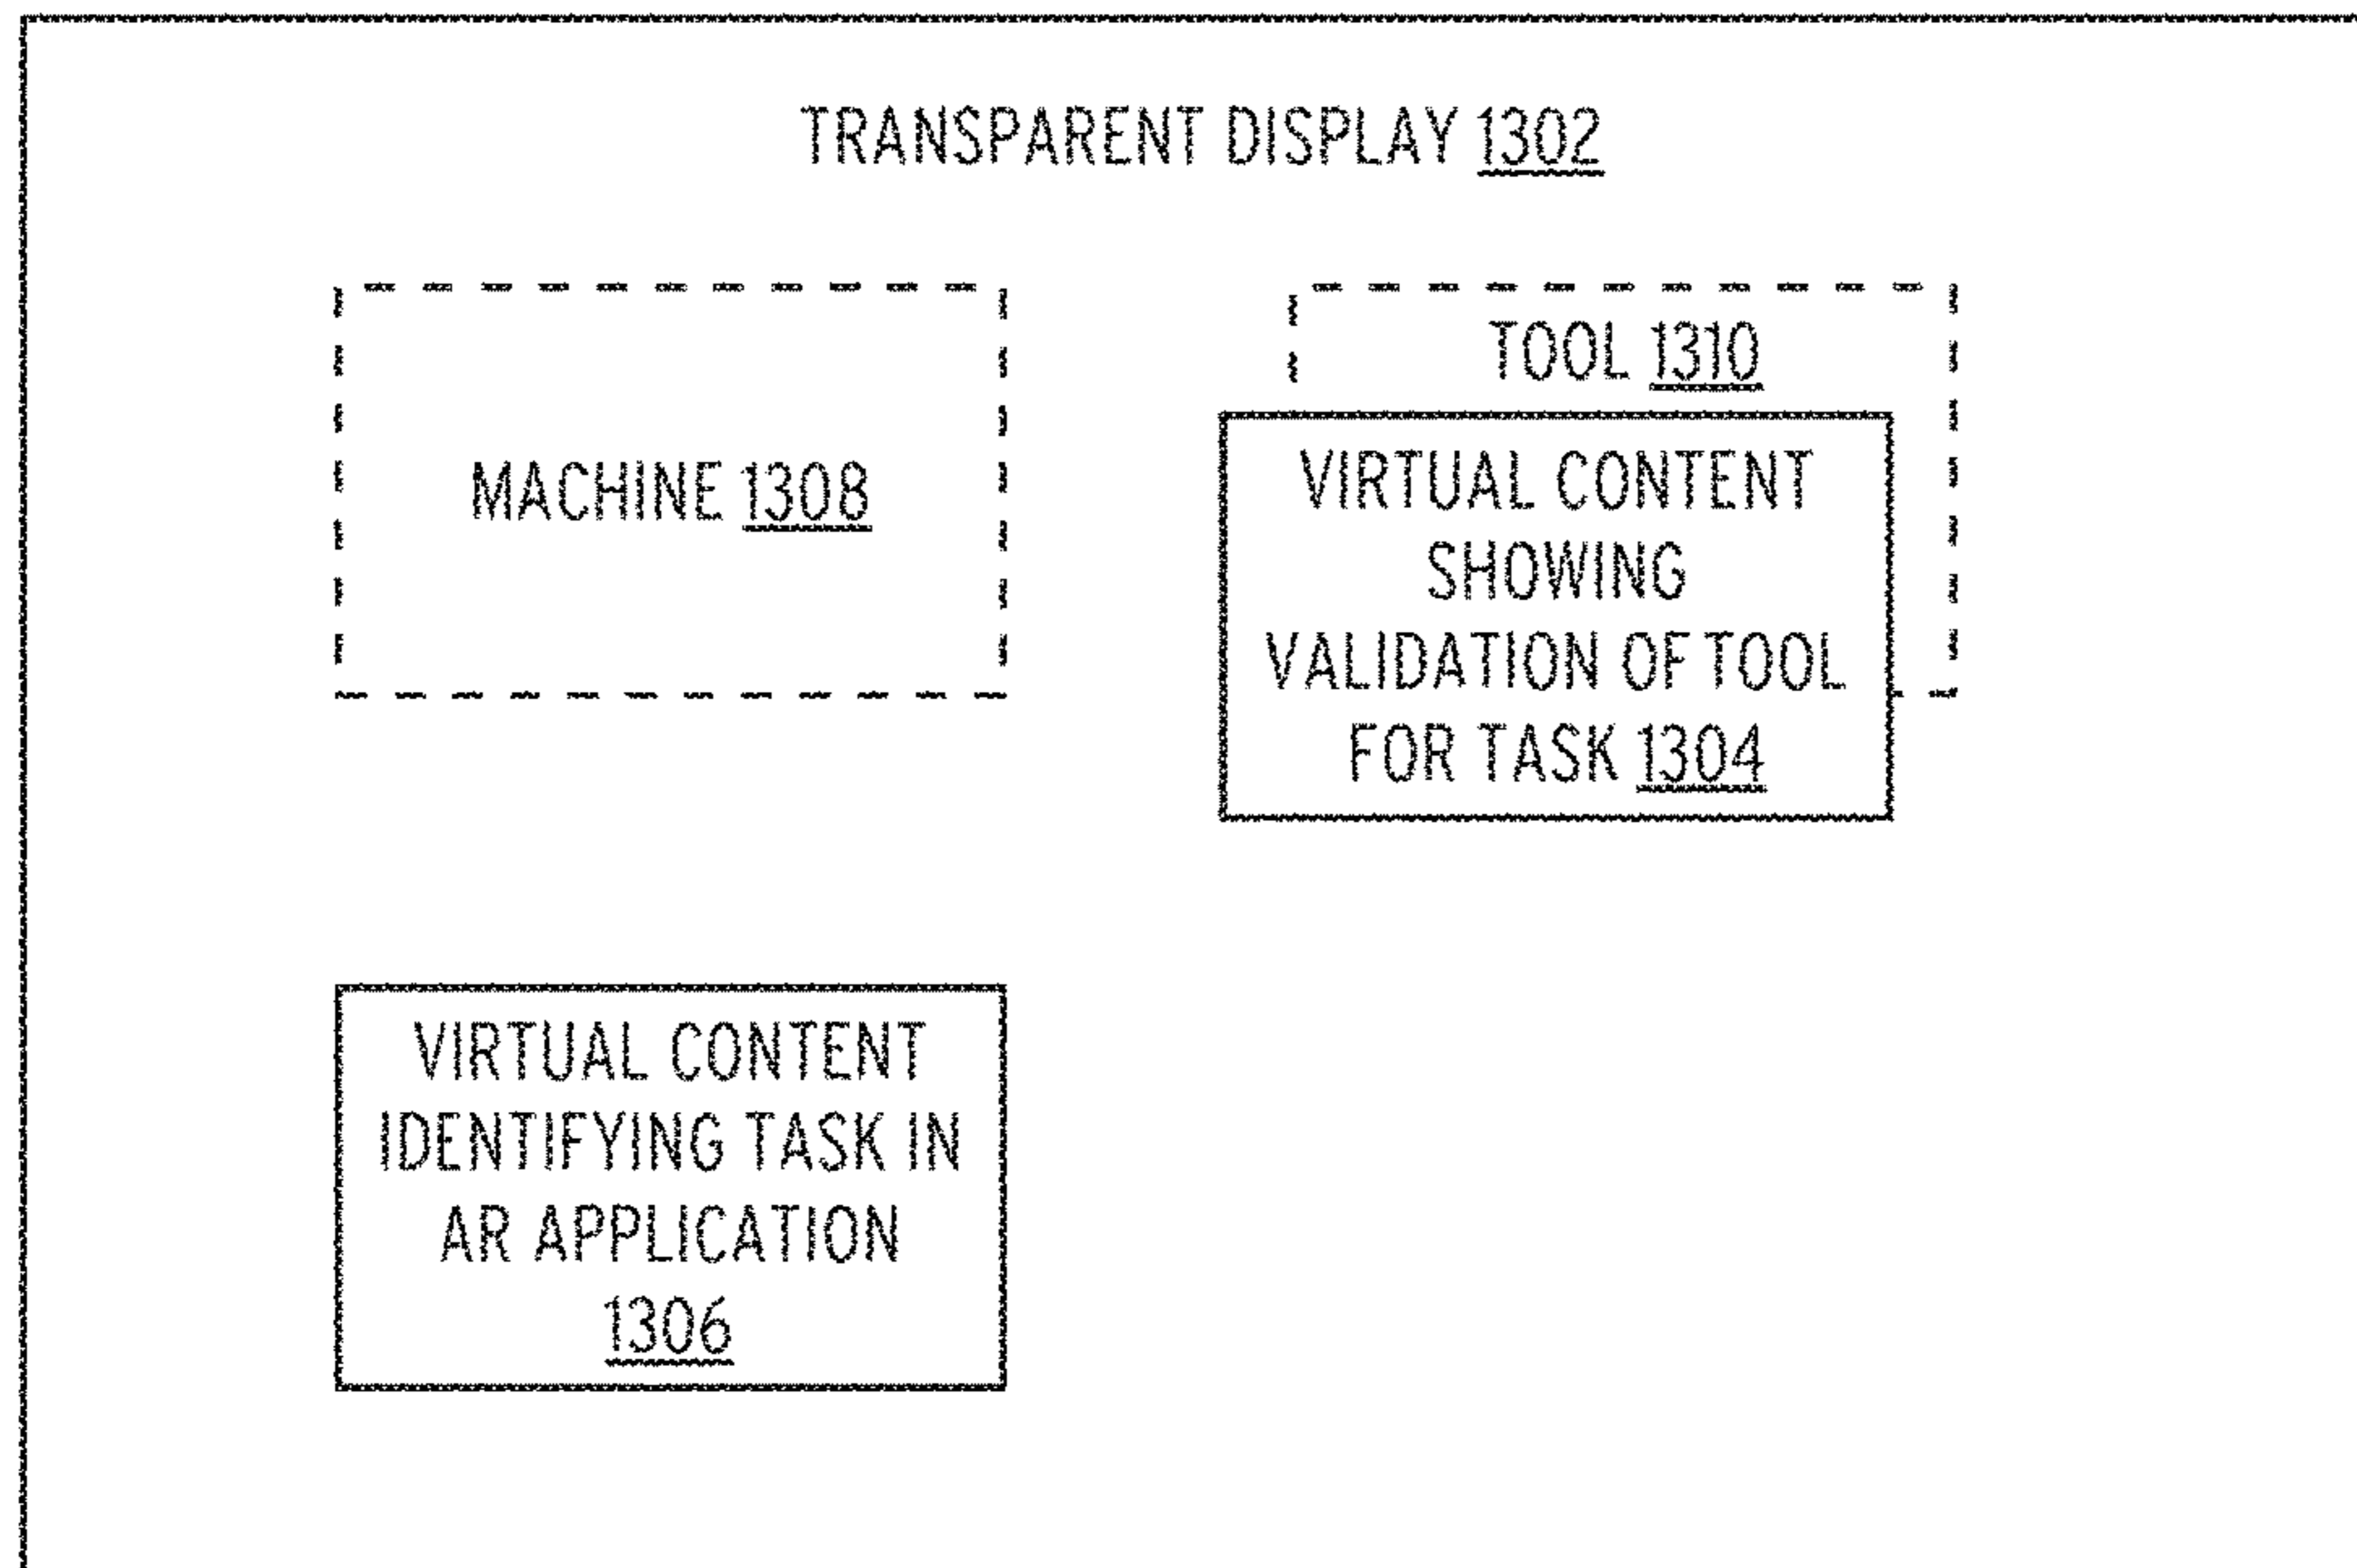 TRANSPARENT DISPLAY 1302
MACHINE 1308
TOOL 1310
VIRTUAL CONTENT
SHOWING
VALIDATION OF TOOL
FOR TASK 1304
VIRTUAL CONTENT
IDENTIFYING TASK IN
AR APPLICATION
1306